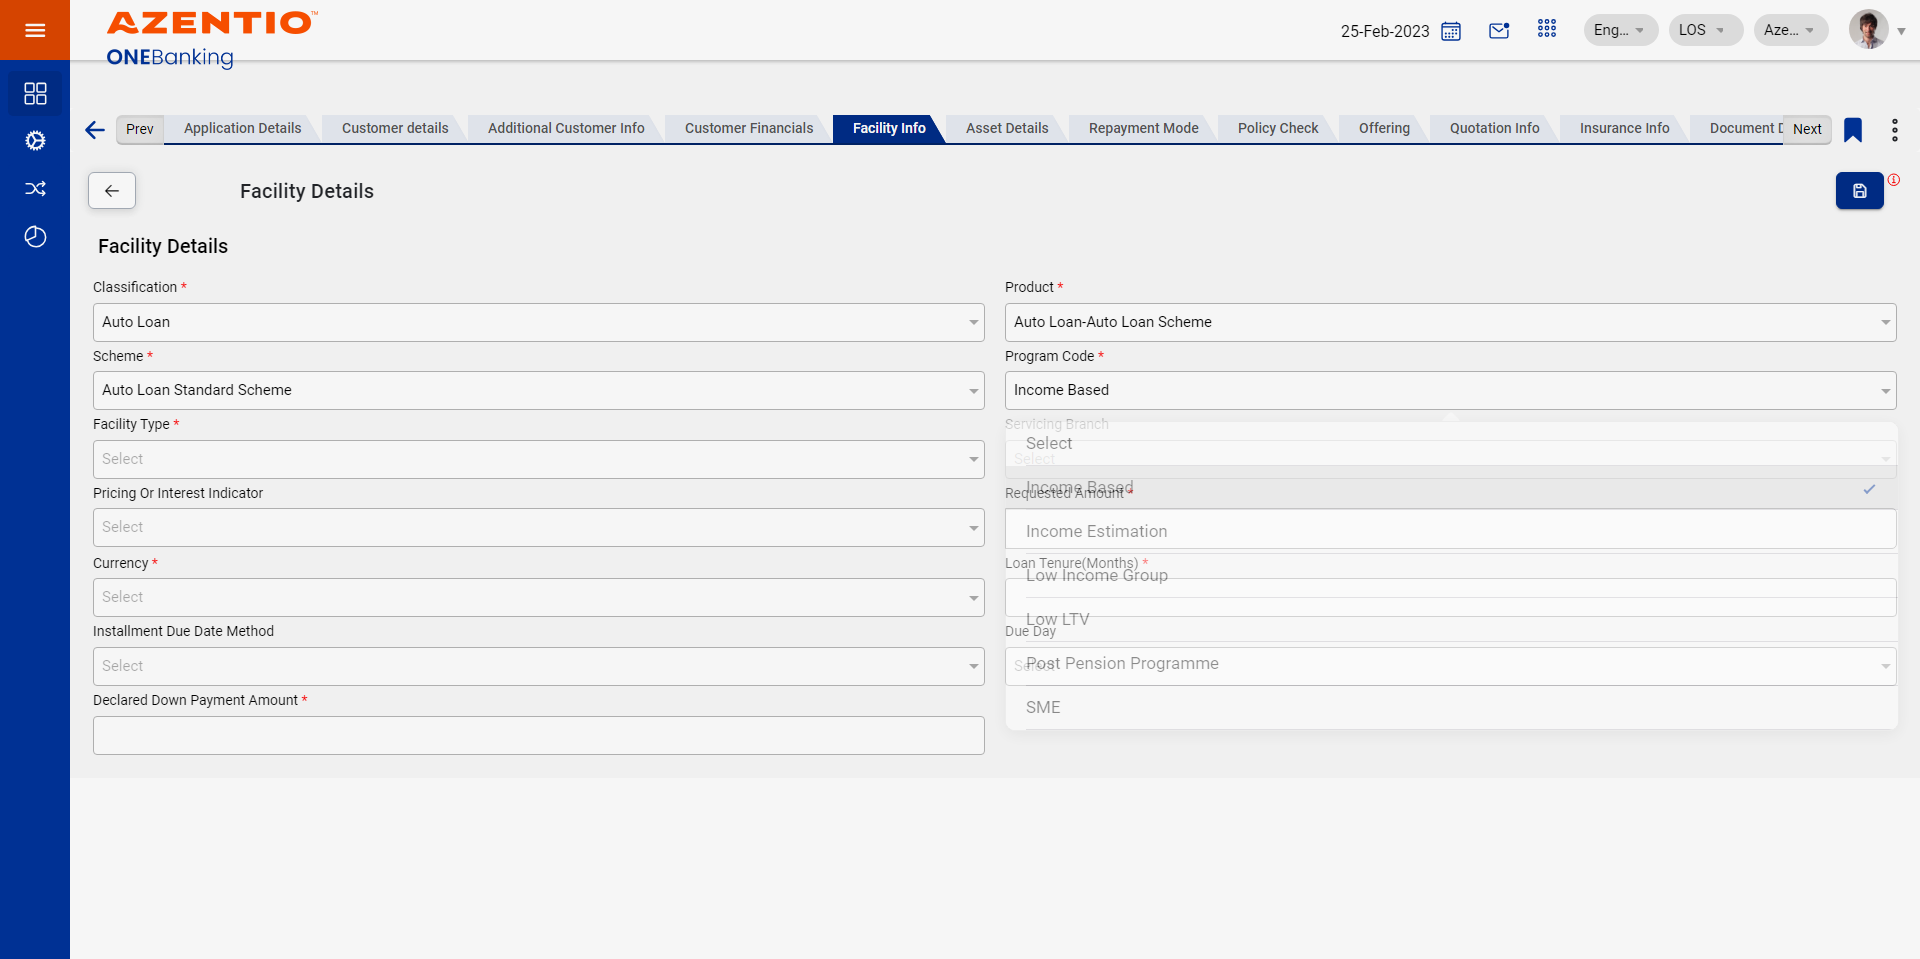 AZENTIO™
ONEBanking
25-Feb-2023
Eng...
LOS
Aze...
Prev
Application Details
Customer details
Additional Customer Info
Customer Financials
Facility Info
Asset Details
Repayment Mode
Policy Check
Offering
Quotation Info
Insurance Info
Document D
Next
Facility Details
Facility Details
Classification *
Product *
Auto Loan
Auto Loan-Auto Loan Scheme
Scheme *
Program Code *
Auto Loan Standard Scheme
Income Based
Facility Type *
Servicing Branch
Select
Select
Select
Pricing Or Interest Indicator
Income Based
Requested Amount *
Select
Income Estimation
Currency *
Loan Tenure(Months) *
Low Income Group
Select
Low LTV
Installment Due Date Method
Due Day
Select
Select
Post Pension Programme
Declared Down Payment Amount *
SME